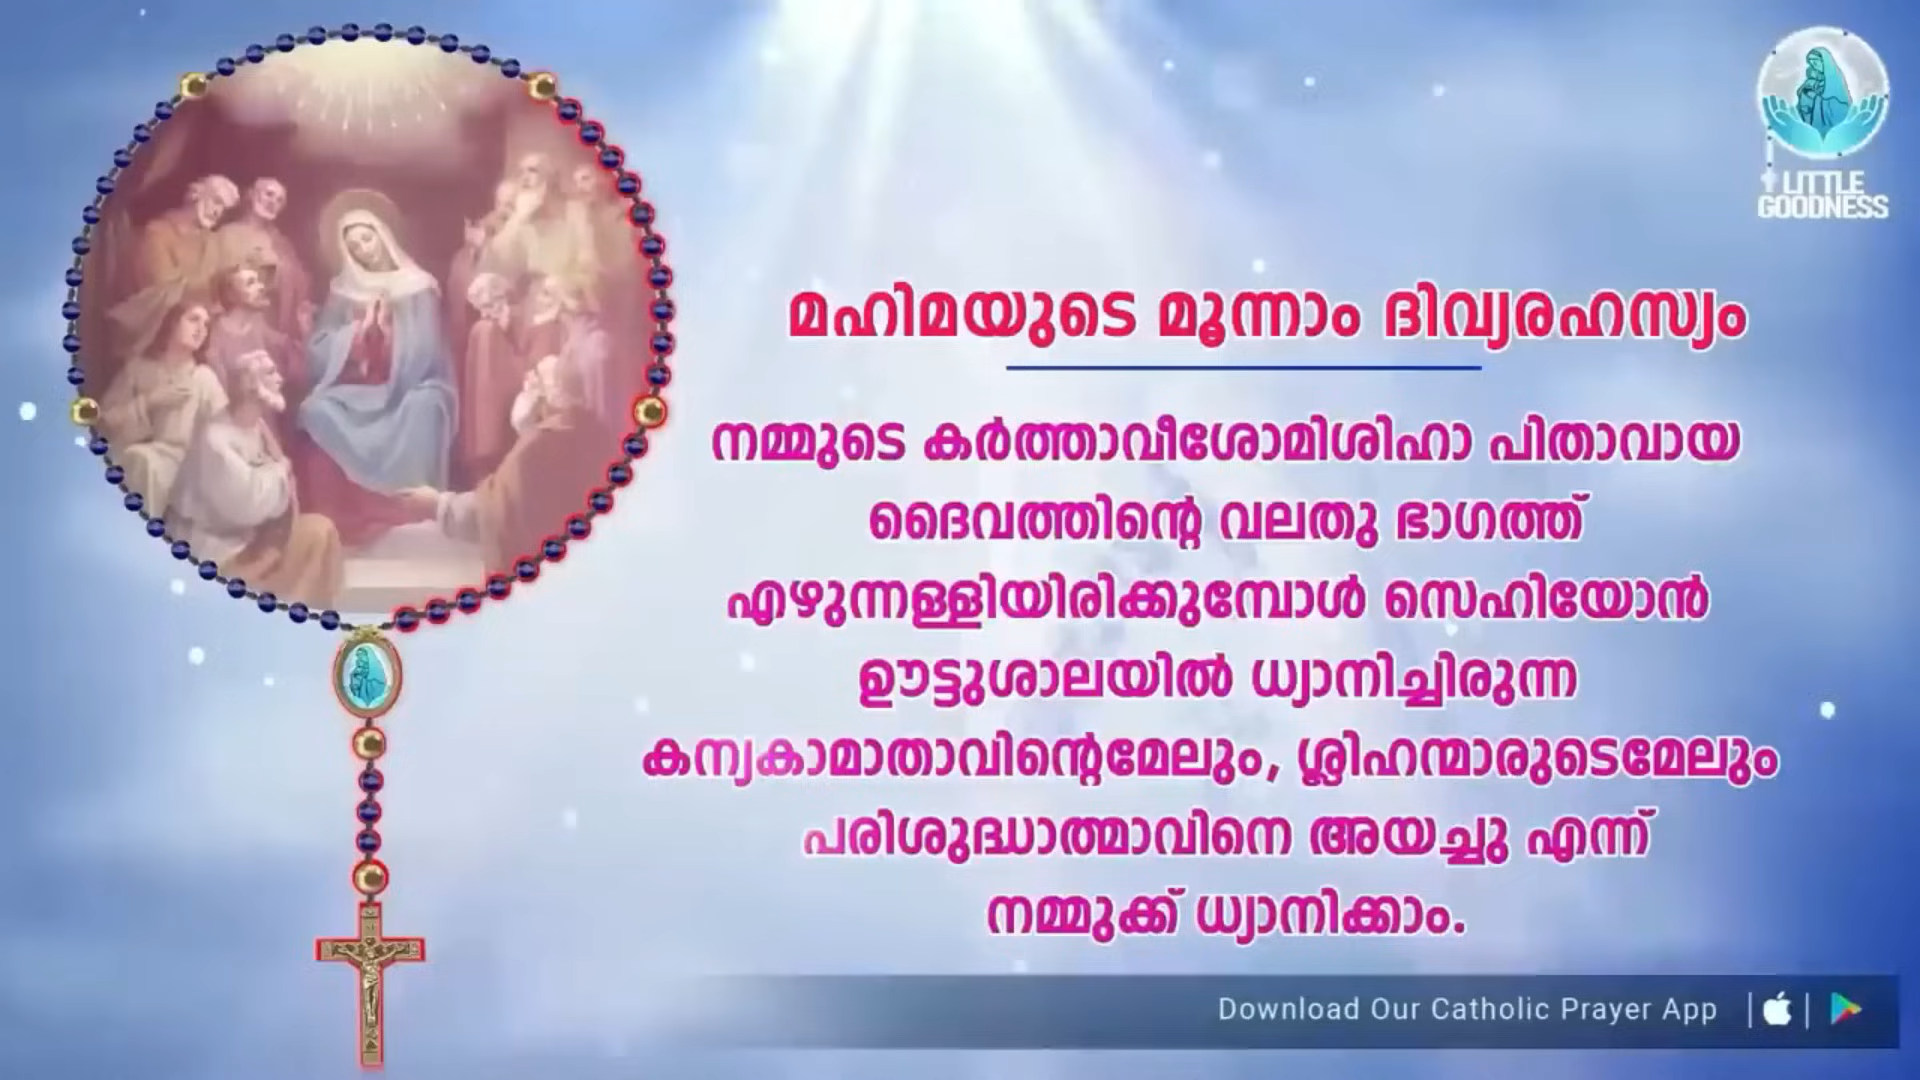 LITTLE
GOODNESS
മഹിമയുടെ മൂന്നാം ദിവ്യരഹസ്യം
നമ്മുടെ കർത്താവീശോമിശിഹാ പിതാവായ
ദൈവത്തിന്റെ വലതു ഭാഗത്ത്
എഴുന്നള്ളിയിരിക്കുമ്പോൾ സെഹിയോൻ
ഊട്ടുശാലയിൽ ധ്യാനിച്ചിരുന്ന
കന്യകാമാതാവിന്റെമേലും, ശ്ലിഹന്മാരുടെമേലും
പരിശുദ്ധാത്മാവിനെ അയച്ചു എന്ന്
നമ്മുക്ക് ധ്യാനിക്കാം.
Download Our Catholic Prayer App